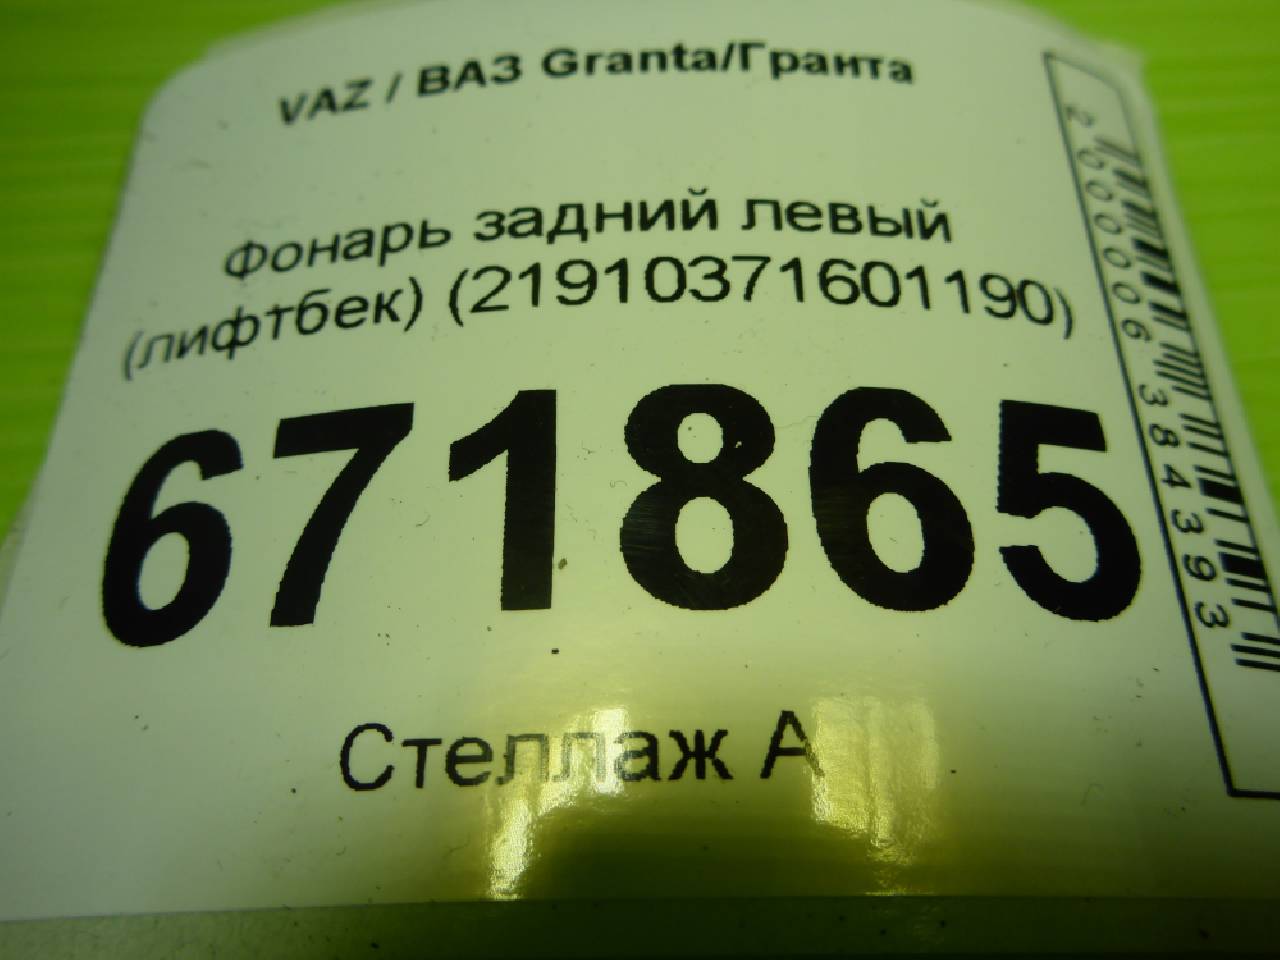 VAZ / ВАЗ Granta/Гранта
Фонарь задний левый
(лифтбек) (21910371601190)
671865
Стеллаж А
2000006384393